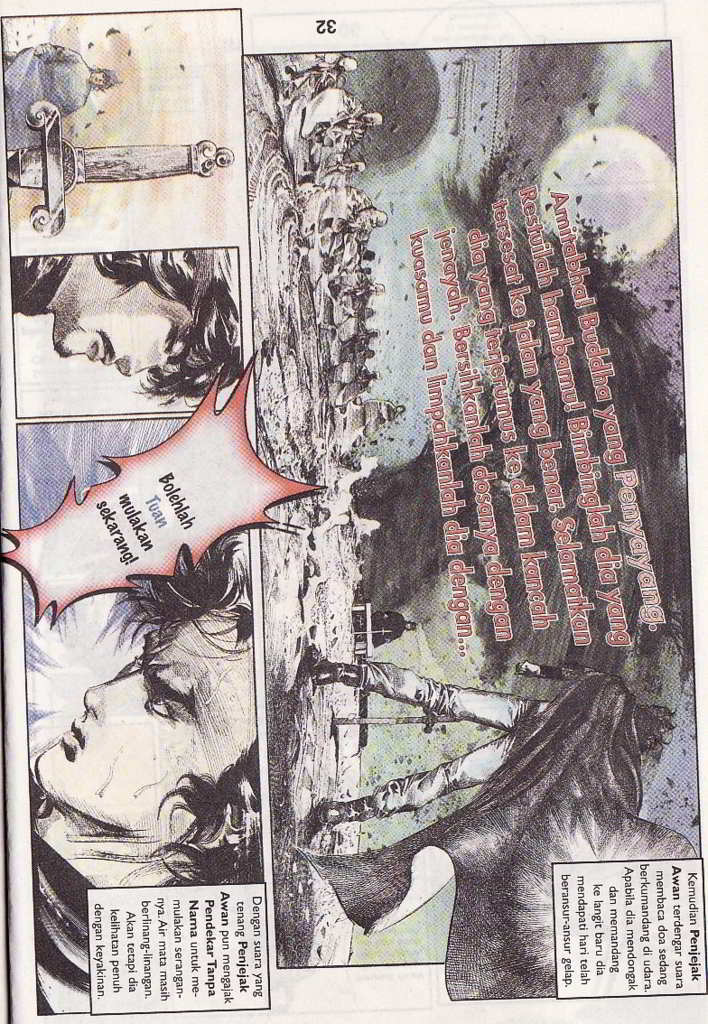 Amitabha! Buddha yang Penyayang.
Restuilah hambamu! Bimbinglah dia yang
tersesat ke jalan yang benar. Selamatkan
dia yang terjerumus ke dalam kancah
jenayah. Bersihkanlah dosanya dengan
kuasamu dan limpahkanlah dia dengan...
Kemudian Penjejak
Awan terdengar suara
membaca doa sedang
berkumandang di udara.
Apabila dia mendongak
dan memandang
ke langit baru dia
mendapati hari telah
beransur-ansur gelap.
Bolehlah
Tuan
mulakan
sekarang!
Dengan suara yang
tenang Penjejak
Awan pun mengajak
Pendekar Tanpa
Nama untuk me-
mulakan serangan-
nya. Air mata masih
berlinang-linangan.
Akan tetapi dia
kelihatan penuh
dengan keyakinan.
32